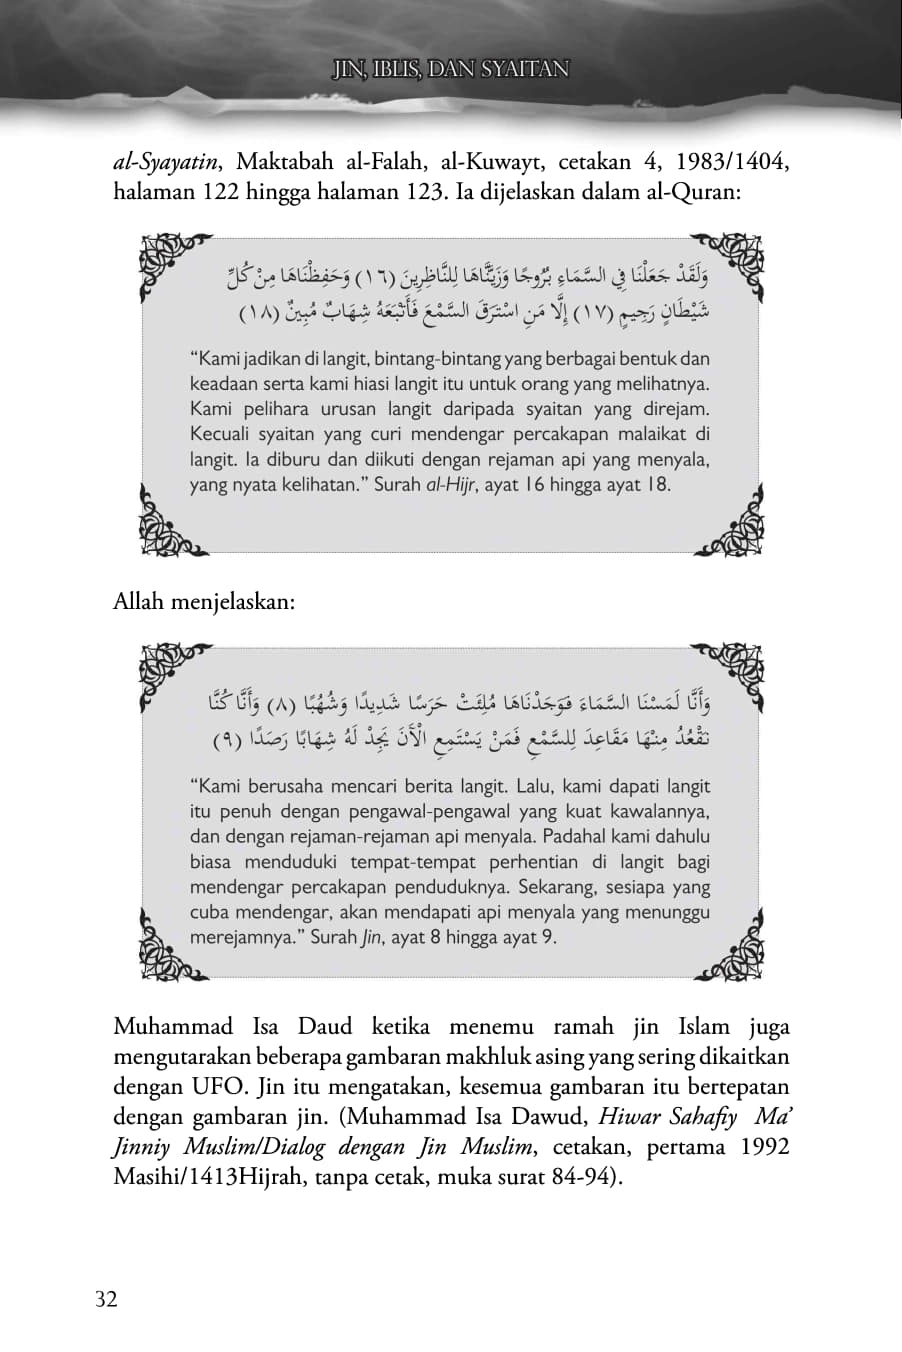 JIN, IBLIS, DAN SYAITAN
al-Syayatin, Maktabah al-Falah, al-Kuwayt, cetakan 4, 1983/1404,
halaman 122 hingga halaman 123. Ia dijelaskan dalam al-Quran:
وَلَقَدْ جَعَلْنَا فِي السَّمَاءِ بُرُوجًا وَزَيَّنَّاهَا لِلنَّاظِرِينَ (١٦) وَحَفِظْنَاهَا مِنْ كُلِّ
شَيْطَانٍ رَجِيمٍ (١٧) إِلَّا مَنِ اسْتَرَقَ السَّمْعَ فَأَتْبَعَهُ شِهَابٌ مُبِينٌ (١٨)
“Kami jadikan di langit, bintang-bintang yang berbagai bentuk dan
keadaan serta kami hiasi langit itu untuk orang yang melihatnya.
Kami pelihara urusan langit daripada syaitan yang direjam.
Kecuali syaitan yang curi mendengar percakapan malaikat di
langit. Ia diburu dan diikuti dengan rejaman api yang menyala,
yang nyata kelihatan.” Surah al-Hijr, ayat 16 hingga ayat 18.
Allah menjelaskan:
وَأَنَّا لَمَسْنَا السَّمَاءَ فَوَجَدْنَاهَا مُلِئَتْ حَرَسًا شَدِيدًا وَشُهُبًا (٨) وَأَنَّا كُنَّا
نَقْعُدُ مِنْهَا مَقَاعِدَ لِلسَّمْعِ فَمَنْ يَسْتَمِعِ الْآنَ يَجِدْ لَهُ شِهَابًا رَصَدًا (٩)
“Kami berusaha mencari berita langit. Lalu, kami dapati langit
itu penuh dengan pengawal-pengawal yang kuat kawalannya,
dan dengan rejaman-rejaman api menyala. Padahal kami dahulu
biasa menduduki tempat-tempat perhentian di langit bagi
mendengar percakapan penduduknya. Sekarang, sesiapa yang
cuba mendengar, akan mendapati api menyala yang menunggu
merejamnya.” Surah Jin, ayat 8 hingga ayat 9.
Muhammad Isa Daud ketika menemu ramah jin Islam juga
mengutarakan beberapa gambaran makhluk asing yang sering dikaitkan
dengan UFO. Jin itu mengatakan, kesemua gambaran itu bertepatan
dengan gambaran jin. (Muhammad Isa Dawud, Hiwar Sahafiy Ma’
Jinniy Muslim/Dialog dengan Jin Muslim, cetakan, pertama 1992
Masihi/1413Hijrah, tanpa cetak, muka surat 84-94).
32